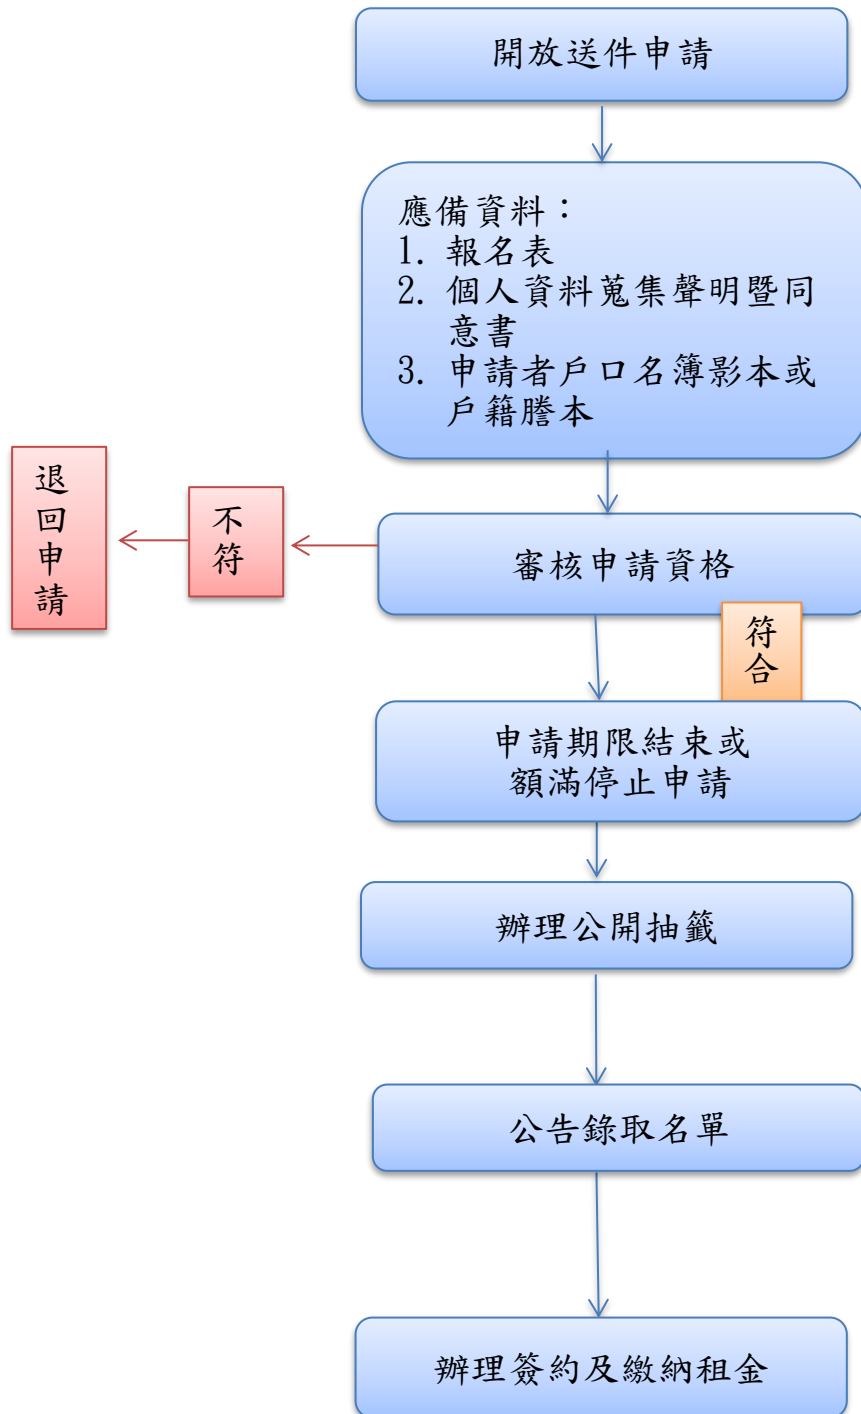 開放送件申請
應備資料：
1. 報名表
2. 個人資料蒐集聲明暨同
意書
3. 申請者戶口名簿影本或
戶籍謄本
審核申請資格
不符
退回申請
符合
申請期限結束或
額滿停止申請
辦理公開抽籤
公告錄取名單
辦理簽約及繳納租金